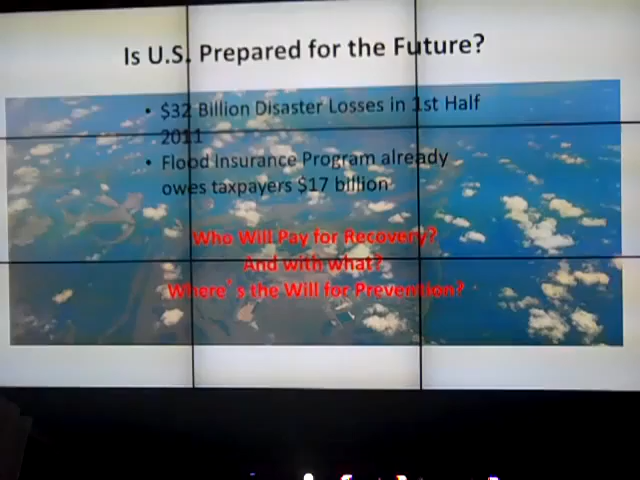 Is U.S. Prepared for the Future?
• $32 Billion Disaster Losses in 1st Half
2011
• Flood Insurance Program already
owes taxpayers $17 billion
Who Will Pay for Recovery?
And with what?
Where's the Will for Prevention?